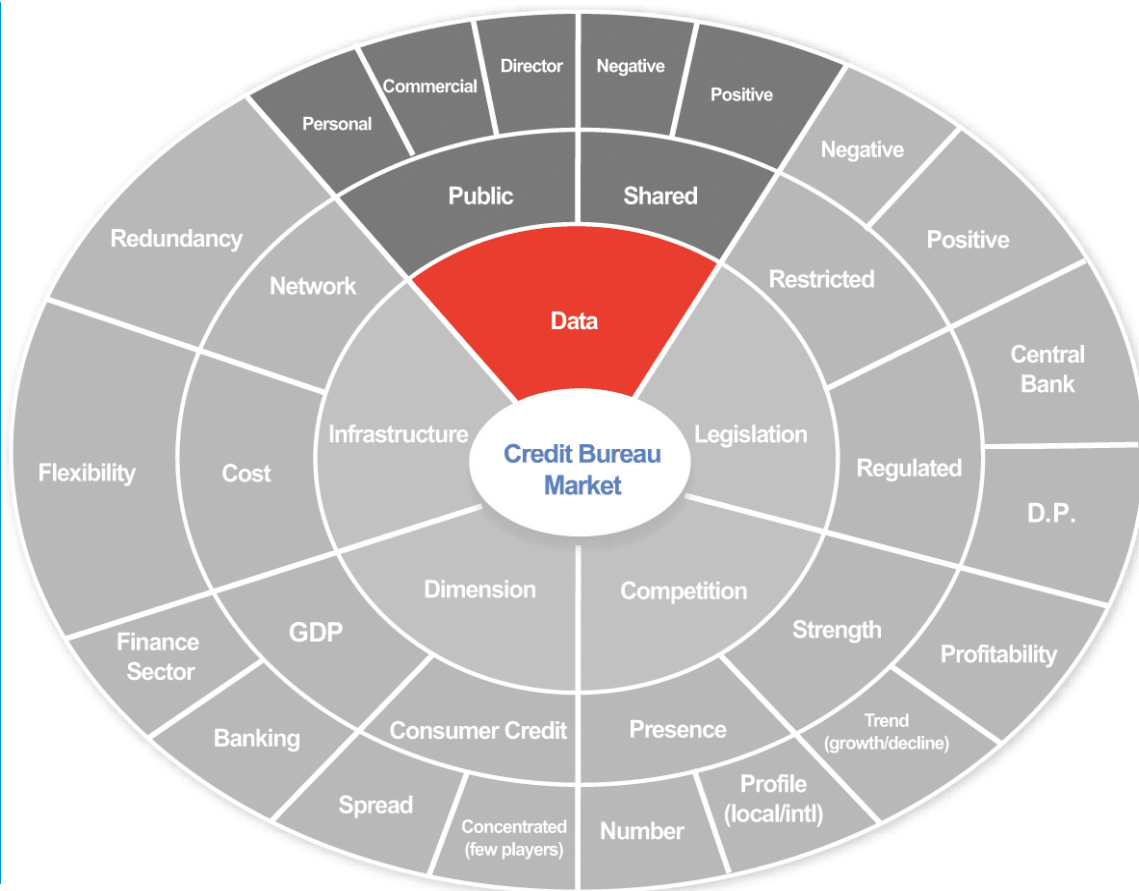 Director
Negative
Commercial
Positive
Personal
Negative
Public
Shared
Redundancy
Positive
Network
Restricted
Data
Central
Bank
Infrastructure
Legislation
Credit Bureau
Market
Flexibility
Cost
Regulated
D.P.
Dimension
Competition
GDP
Strength
Finance
Sector
Profitability
Banking
Consumer Credit
Presence
Trend
(growth/decline)
Spread
Concentrated
(few players)
Number
Profile
(local/intl)